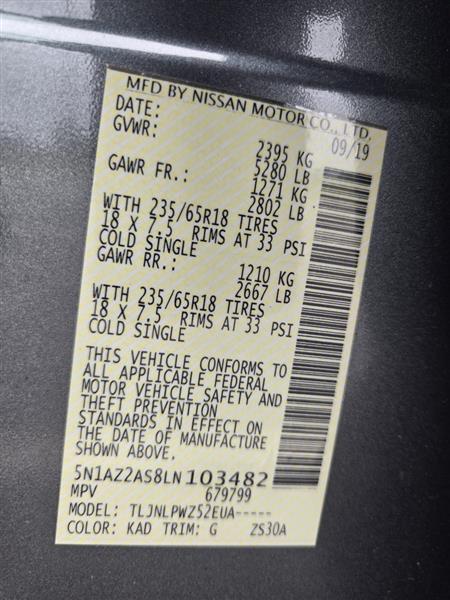 MFD BY NISSAN MOTOR CO., LTD,
DATE: 09/19
GVWR: 2395 KG
5280 LB
GAWR FR.: 1271 KG
2802 LB
WITH 235/65R18 TIRES
18 X 7.5 RIMS AT 33 PSI
COLD SINGLE
GAWR RR.: 1210 KG
2667 LB
WITH 235/65R18 TIRES
18 X 7.5 RIMS AT 33 PSI
COLD SINGLE
THIS VEHICLE CONFORMS TO
ALL APPLICABLE FEDERAL
MOTOR VEHICLE SAFETY AND
THEFT PREVENTION
STANDARDS IN EFFECT ON
THE DATE OF MANUFACTURE
SHOWN ABOVE.
5N1AZ2AS8LN103482
MPV 679799
MODEL: TLJNLPWZ52EUA-----
COLOR: KAD TRIM: G ZS30A